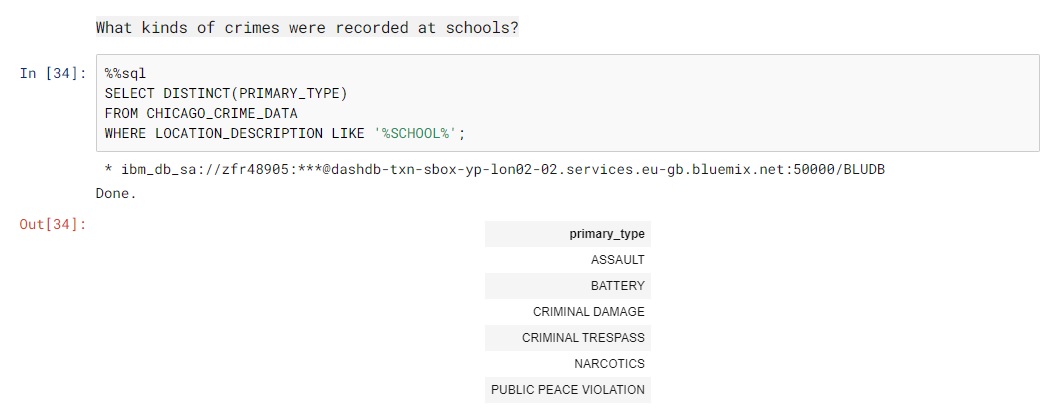 What kinds of crimes were recorded at schools?
In [34]:
%%sql
SELECT DISTINCT(PRIMARY_TYPE)
FROM CHICAGO_CRIME_DATA
WHERE LOCATION_DESCRIPTION LIKE '%SCHOOL%';
* ibm_db_sa://zfr48905:***@dashdb-txn-sbox-yp-lon02-02.services.eu-gb.bluemix.net:50000/BLUDB
Done.
Out[34]:
primary_type
ASSAULT
BATTERY
CRIMINAL DAMAGE
CRIMINAL TRESPASS
NARCOTICS
PUBLIC PEACE VIOLATION